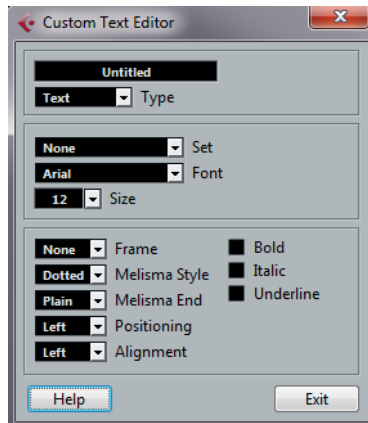 Custom Text Editor
Untitled
Text Type
None Set
Arial Font
12 Size
None Frame Bold
Dotted Melisma Style Italic
Plain Melisma End Underline
Left Positioning
Left Alignment
Help Exit